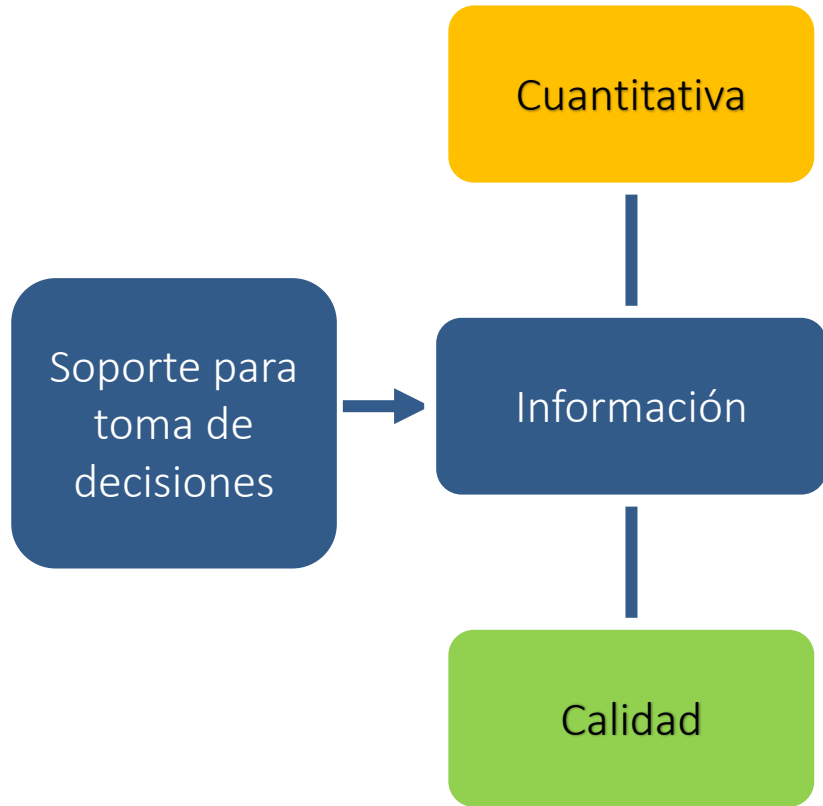 Cuantitativa
Soporte para
toma de
decisiones
Información
Calidad